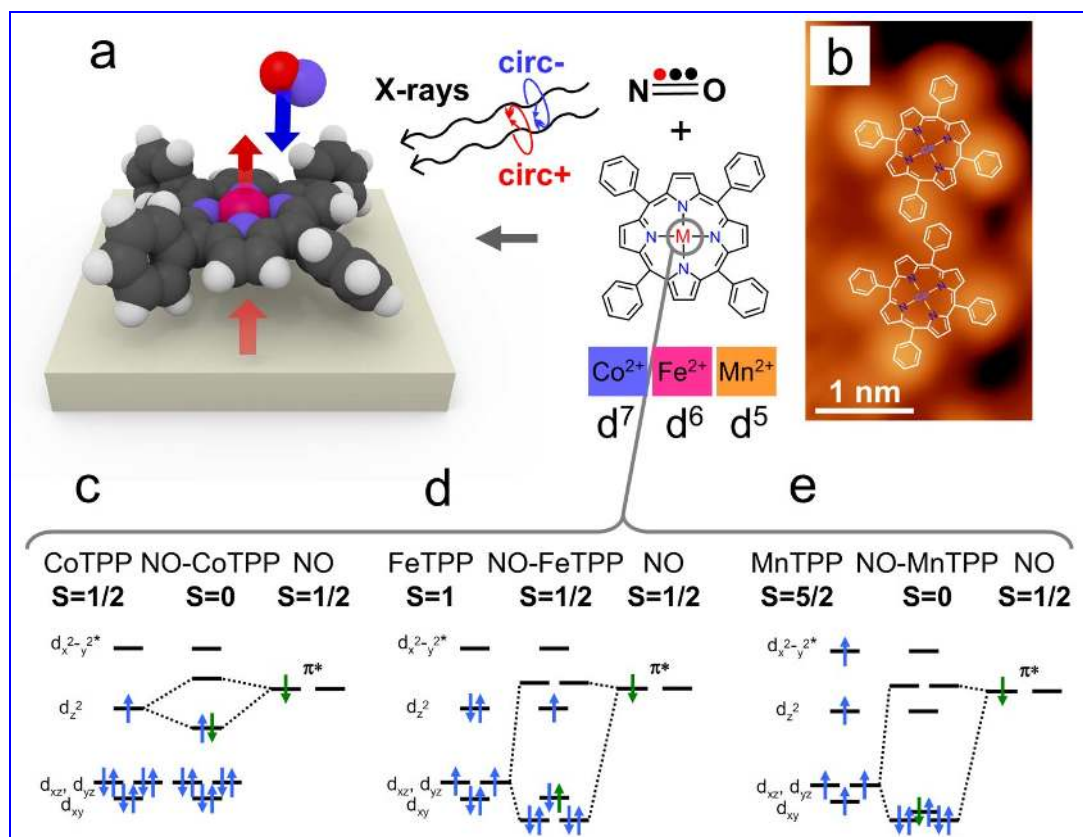 a
X-rays
circ-
circ+
N O
+
N
N M N
N
Co²⁺ Fe²⁺ Mn²⁺
d⁷ d⁶ d⁵
b
1 nm
c
CoTPP NO-CoTPP NO
S=1/2 S=0 S=1/2
dx²-y²*
π*
dz²
dxz, dyz
dxy
d
FeTPP NO-FeTPP NO
S=1 S=1/2 S=1/2
dx²-y²*
π*
dz²
dxz, dyz
dxy
e
MnTPP NO-MnTPP NO
S=5/2 S=0 S=1/2
dx²-y²*
π*
dz²
dxz, dyz
dxy